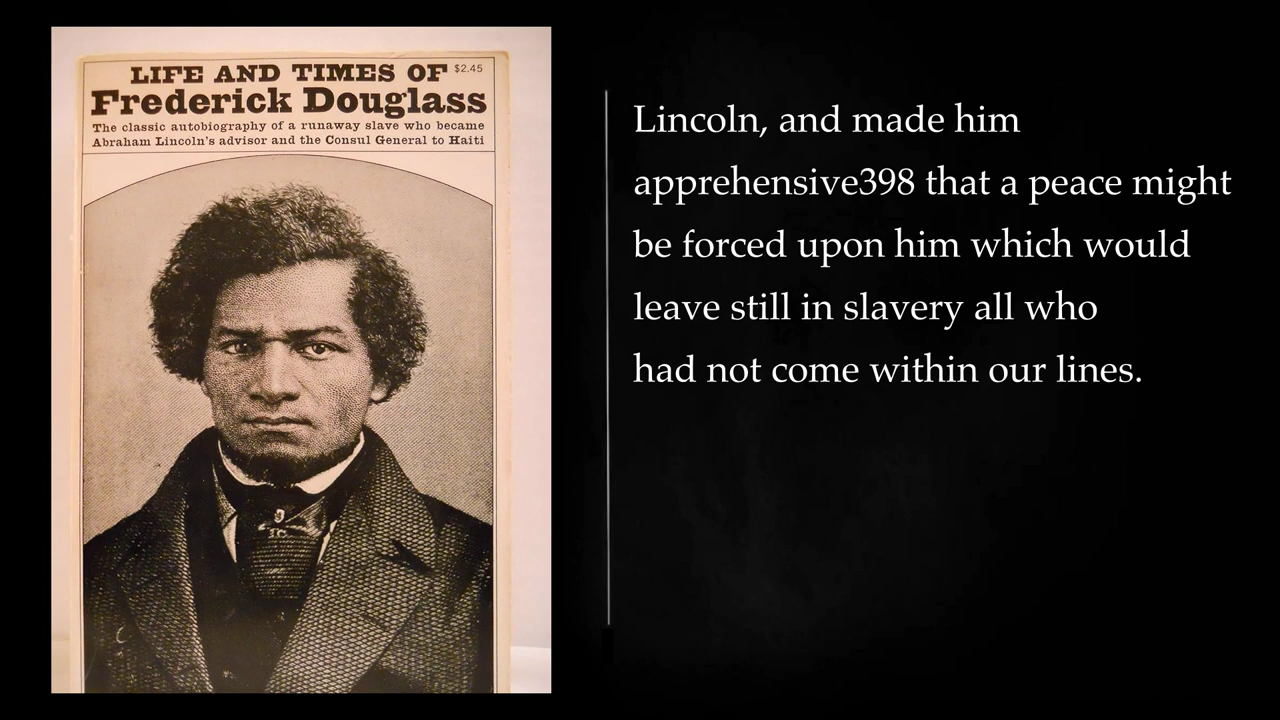 LIFE AND TIMES OF $2.45
Frederick Douglass
The classic autobiography of a runaway slave who became
Abraham Lincoln's advisor and the Consul General to Haiti
Lincoln, and made him
apprehensive398 that a peace might
be forced upon him which would
leave still in slavery all who
had not come within our lines.